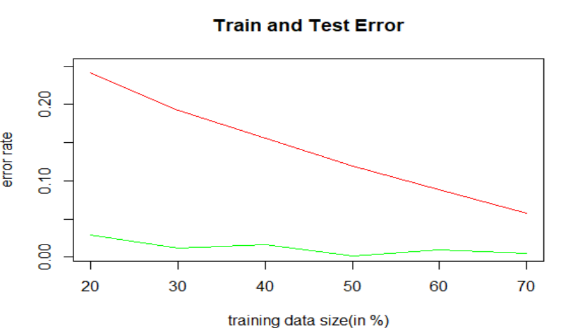 Train and Test Error
error rate
0.20
0.10
0.00
20 30 40 50 60 70
training data size(in %)